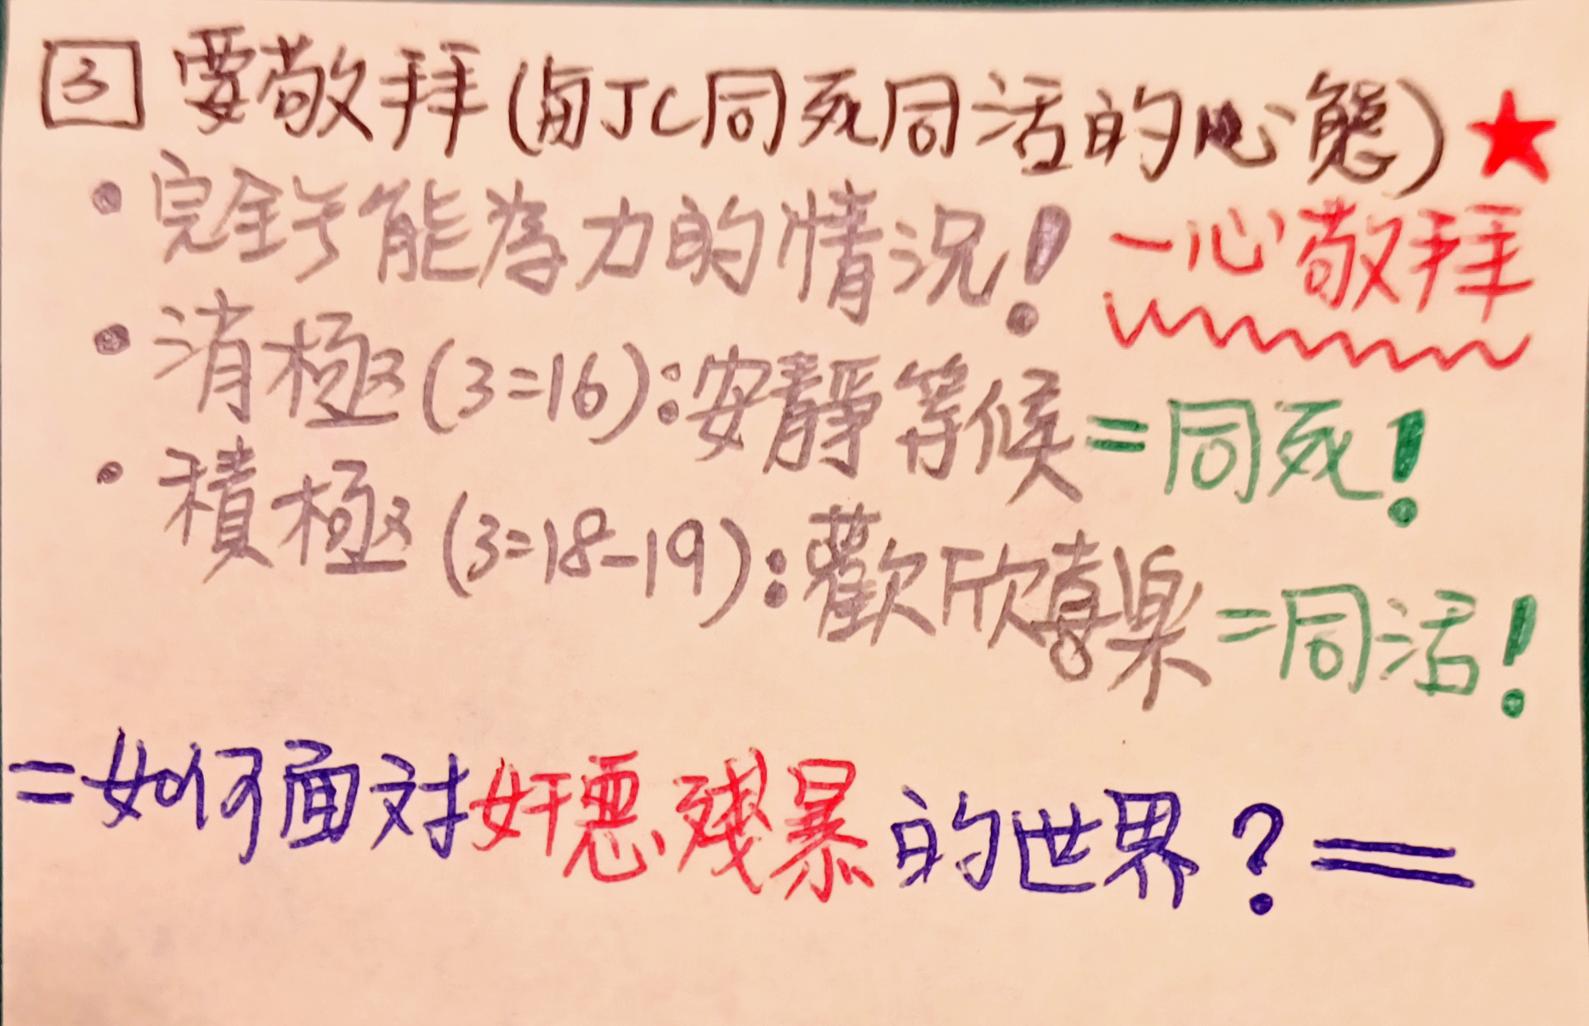 3 要敬拜(與JC同死同活的心態)★
•完全無能為力的情況! 一心敬拜
•消極(3:16):安靜等候=同死!
•積極(3:18-19):歡欣喜樂=同活!
=如何面对奸惡残暴的世界?=